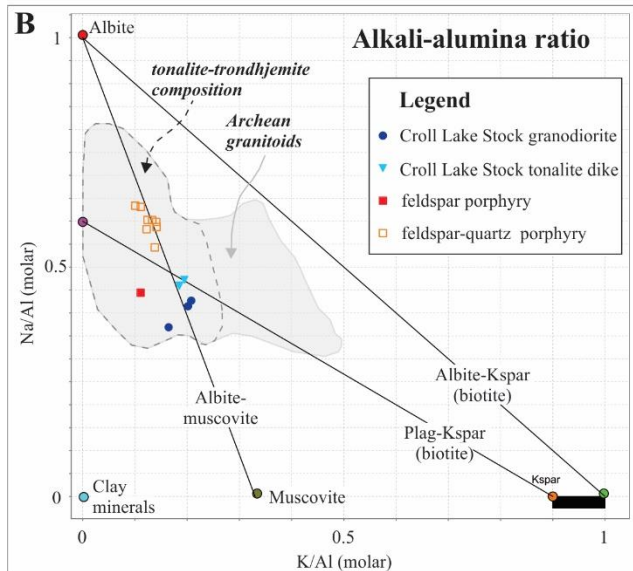 B
Alkali-alumina ratio
Albite
1
tonalite-trondhjemite
composition
Archean
granitoids
Legend
Croll Lake Stock granodiorite
Croll Lake Stock tonalite dike
feldspar porphyry
feldspar-quartz porphyry
0.5
Na/Al (molar)
Albite-
muscovite
Albite-Kspar
(biotite)
Plag-Kspar
(biotite)
Kspar
Clay
minerals
Muscovite
0
0
0.5
1
K/Al (molar)